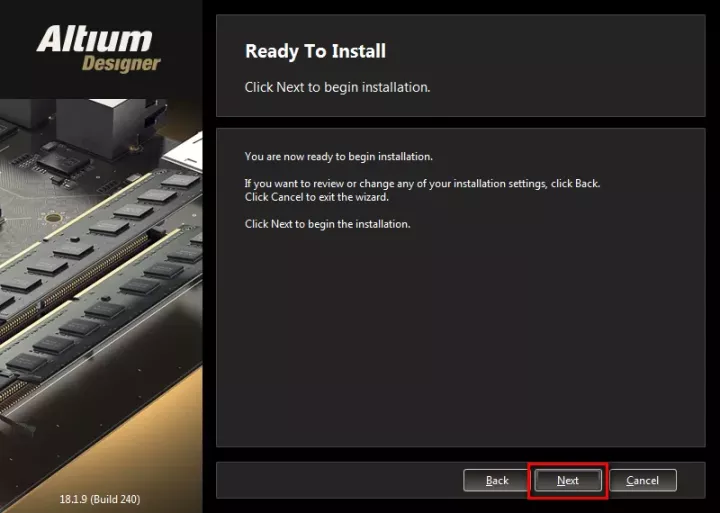 Altium
Designer
Ready To Install
Click Next to begin installation.
You are now ready to begin installation.
If you want to review or change any of your installation settings, click Back.
Click Cancel to exit the wizard.
Click Next to begin the installation.
Back
Next
Cancel
18.1.9 (Build 240)